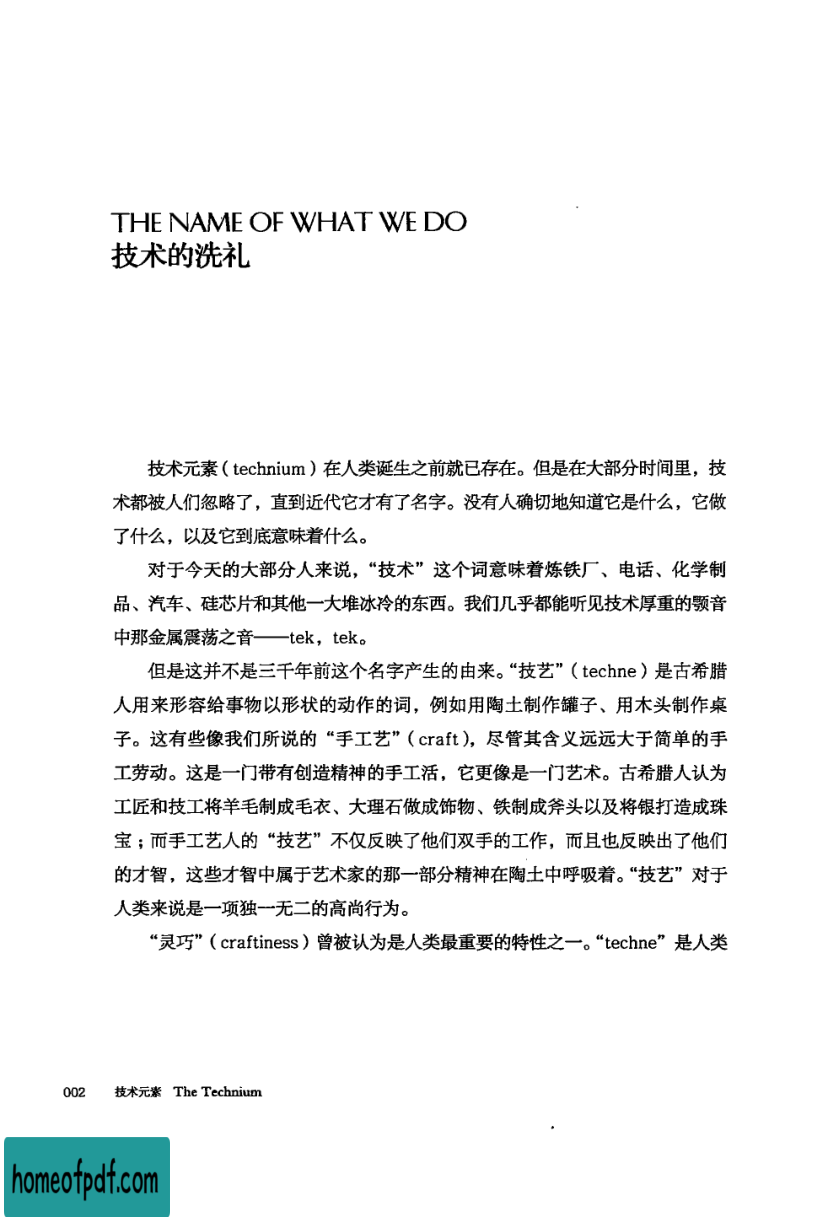 THE NAME OF WHAT WE DO
技术的洗礼
技术元素（technium）在人类诞生之前就已存在。但是在大部分时间里，技
术都被人们忽略了，直到近代它才有了名字。没有人确切地知道它是什么，它做
了什么，以及它到底意味着什么。
对于今天的大部分人来说，“技术”这个词意味着炼铁厂、电话、化学制
品、汽车、硅芯片和其他一大堆冰冷的东西。我们几乎都能听见技术厚重的颚音
中那金属震荡之音——tek，tek。
但是这并不是三千年前这个名字产生的由来。“技艺”（techne）是古希腊
人用来形容给事物以形状的动作的词，例如用陶土制作罐子、用木头制作桌
子。这有些像我们所说的“手工艺”（craft），尽管其含义远远大于简单的手
工劳动。这是一门带有创造精神的手工活，它更像是一门艺术。古希腊人认为
工匠和技工将羊毛制成毛衣、大理石做成饰物、铁制成斧头以及将银打造成珠
宝；而手工艺人的“技艺”不仅反映了他们双手的工作，而且也反映出了他们
的才智，这些才智中属于艺术家的那一部分精神在陶土中呼吸着。“技艺”对于
人类来说是一项独一无二的高尚行为。
“灵巧”（craftiness）曾被认为是人类最重要的特性之一。“techne”是人类
002 技术元素 The Technium
homeofpdf.com